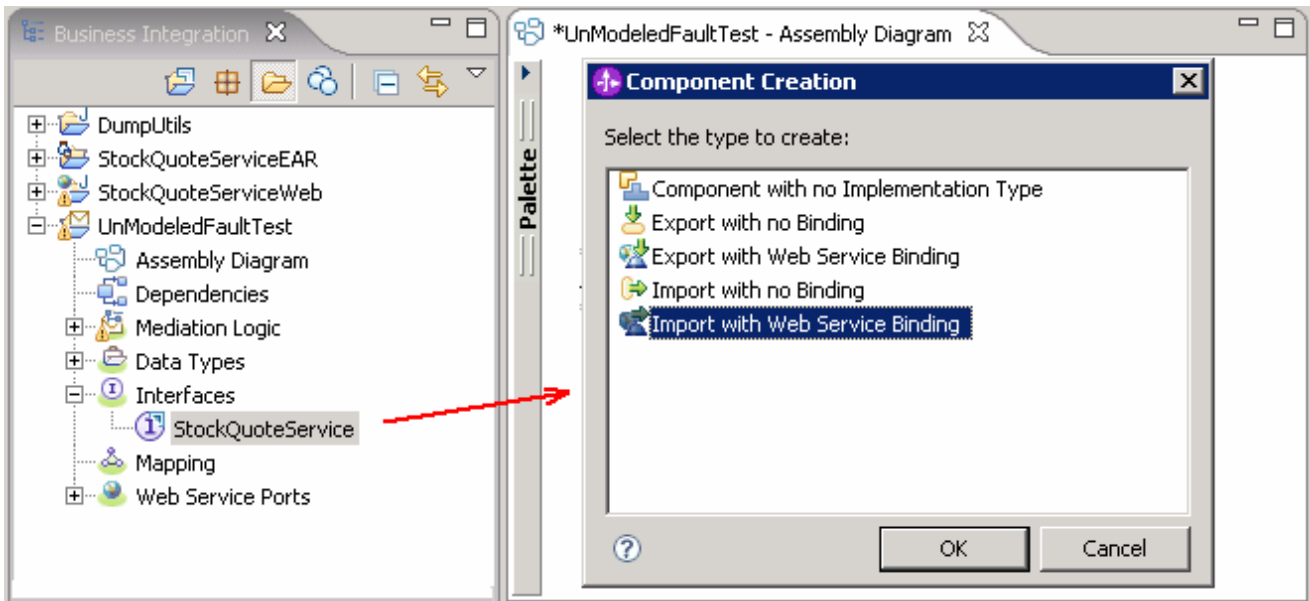 Business Integration
DumpUtils
StockQuoteServiceEAR
StockQuoteServiceWeb
UnModeledFaultTest
Assembly Diagram
Dependencies
Mediation Logic
Data Types
Interfaces
StockQuoteService
Mapping
Web Service Ports
*UnModeledFaultTest - Assembly Diagram
Palette
Component Creation
Select the type to create:
Component with no Implementation Type
Export with no Binding
Export with Web Service Binding
Import with no Binding
Import with Web Service Binding
?
OK
Cancel